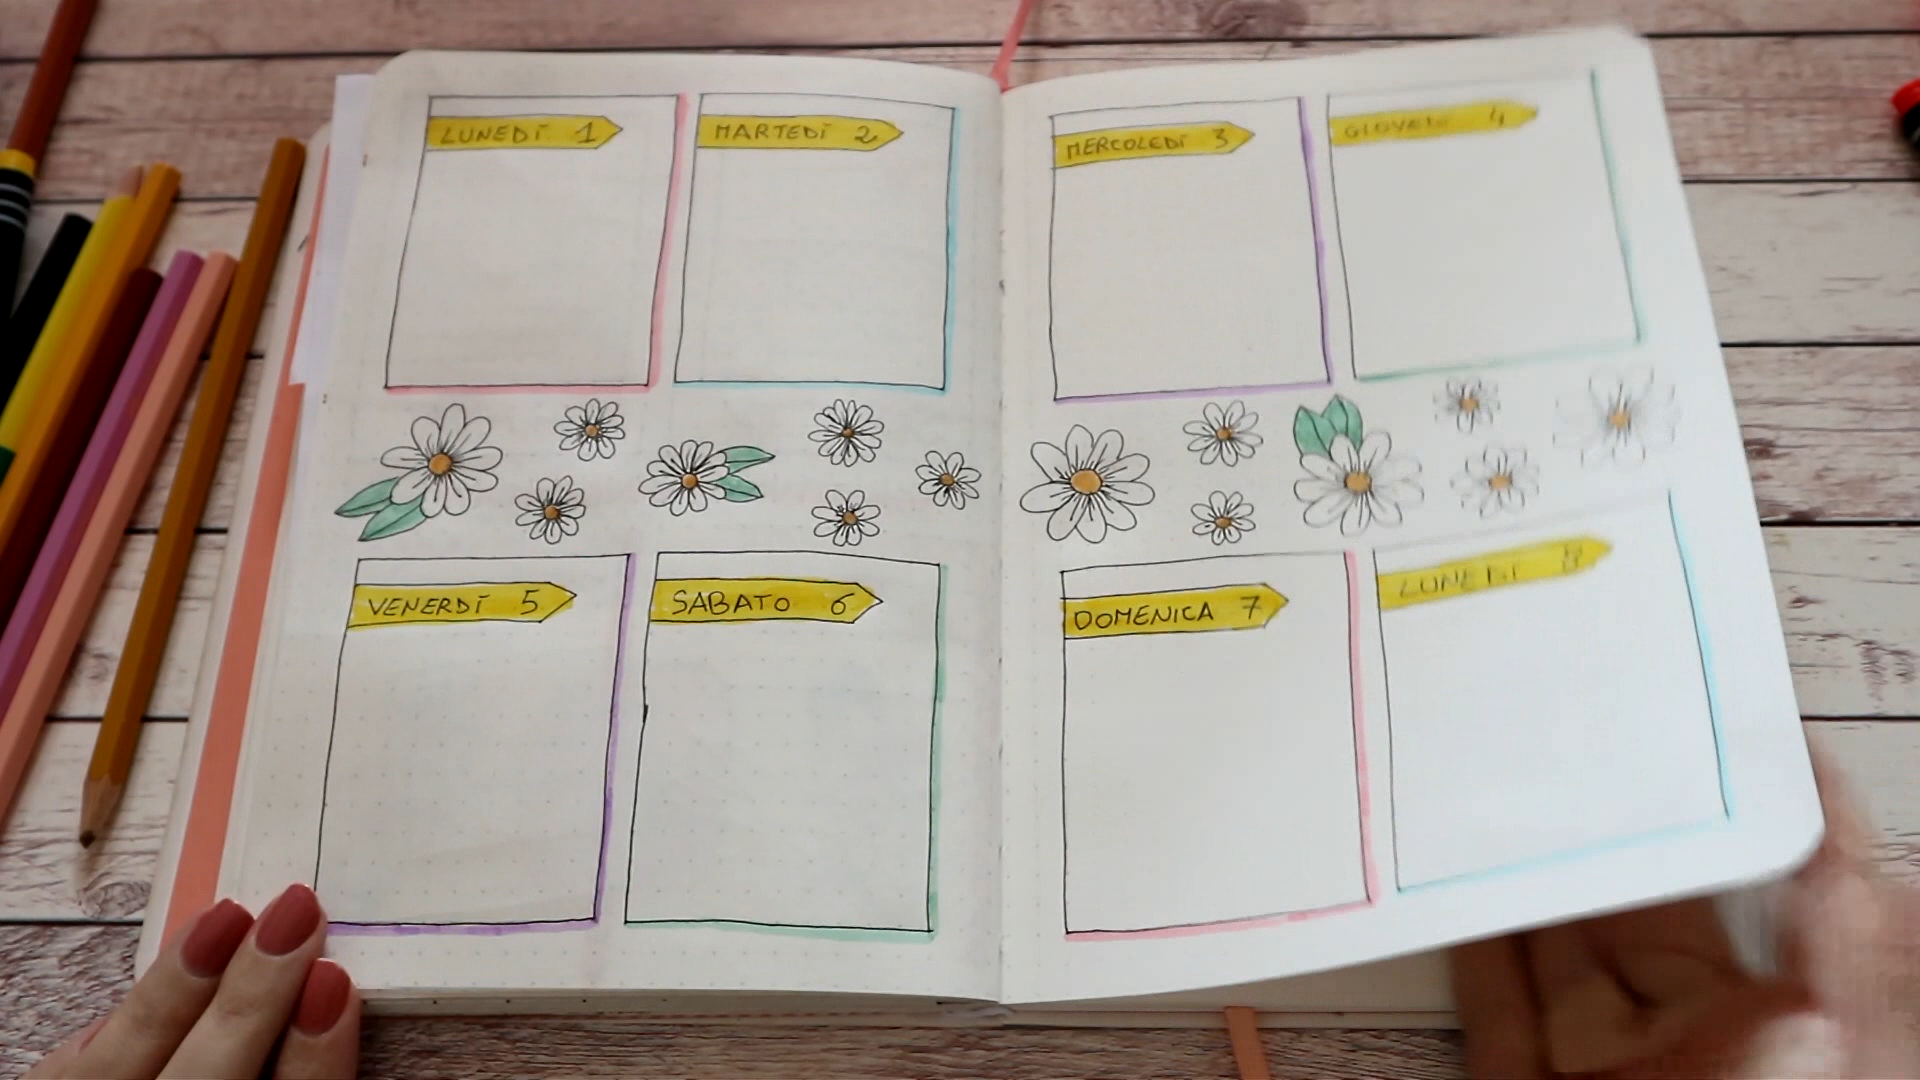 LUNEDÌ 1
MARTEDÌ 2
MERCOLEDÌ 3
GIOVEDÌ 4
VENERDÌ 5
SABATO 6
DOMENICA 7
LUNEDÌ 8